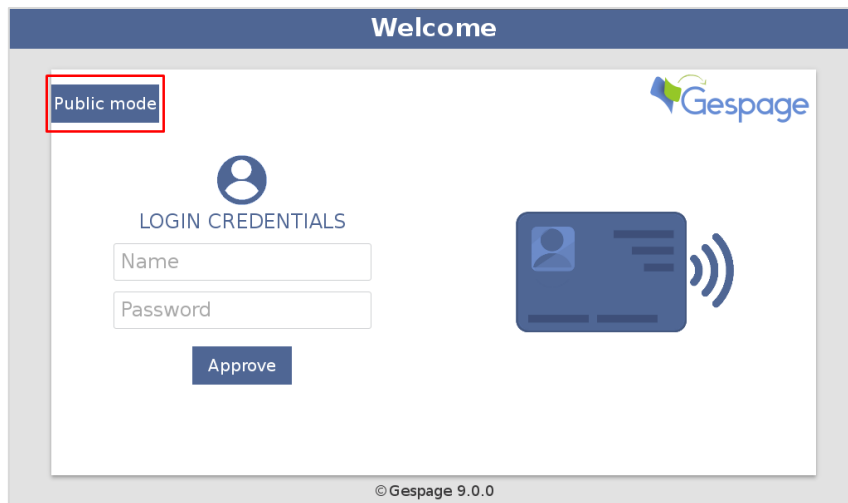 Welcome
Public mode
Gespage
LOGIN CREDENTIALS
Name
Password
Approve
©Gespage 9.0.0